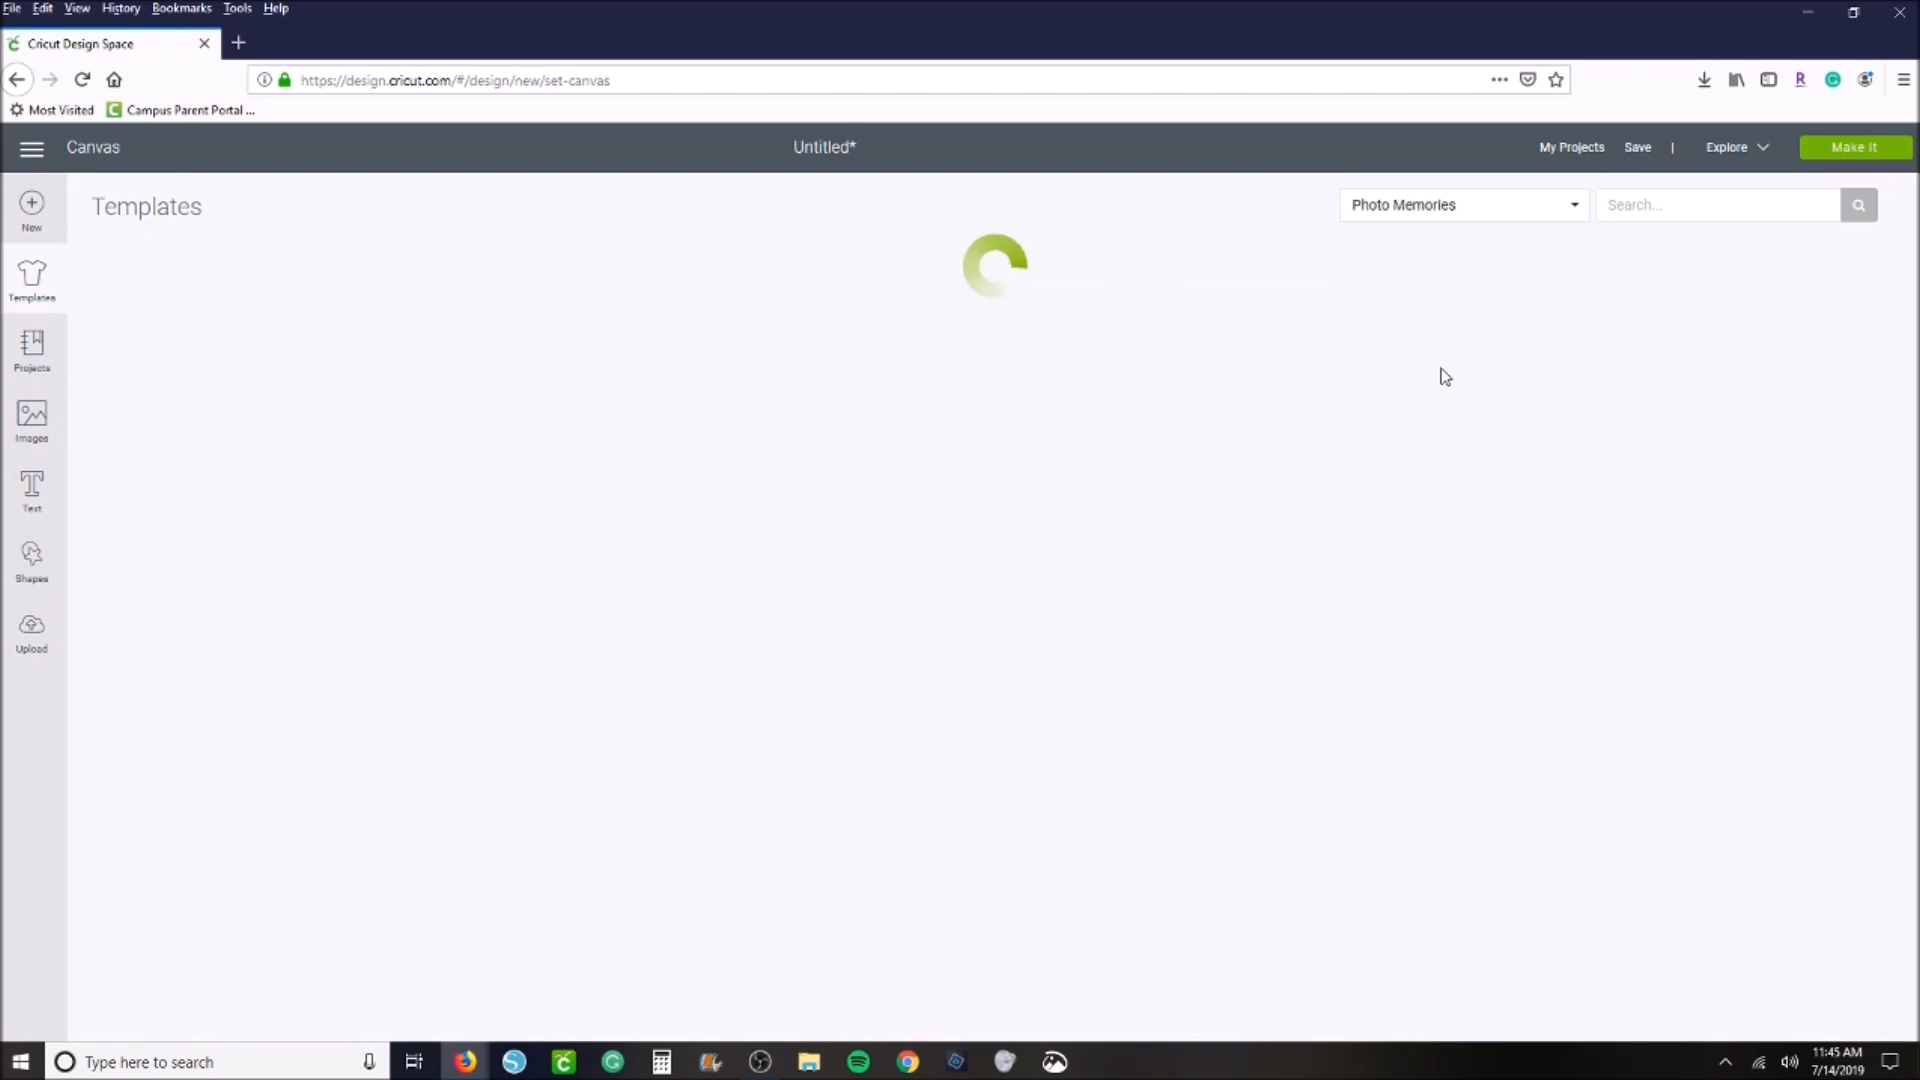 File Edit View History Bookmarks Tools Help
Cricut Design Space
https://design.cricut.com/#/design/new/set-canvas
Most Visited Campus Parent Portal ...
Canvas Untitled* My Projects Save | Explore Make It
New
Templates Photo Memories Search...
Templates
Projects
Images
Text
Shapes
Upload
Type here to search
11:45 AM
7/14/2019